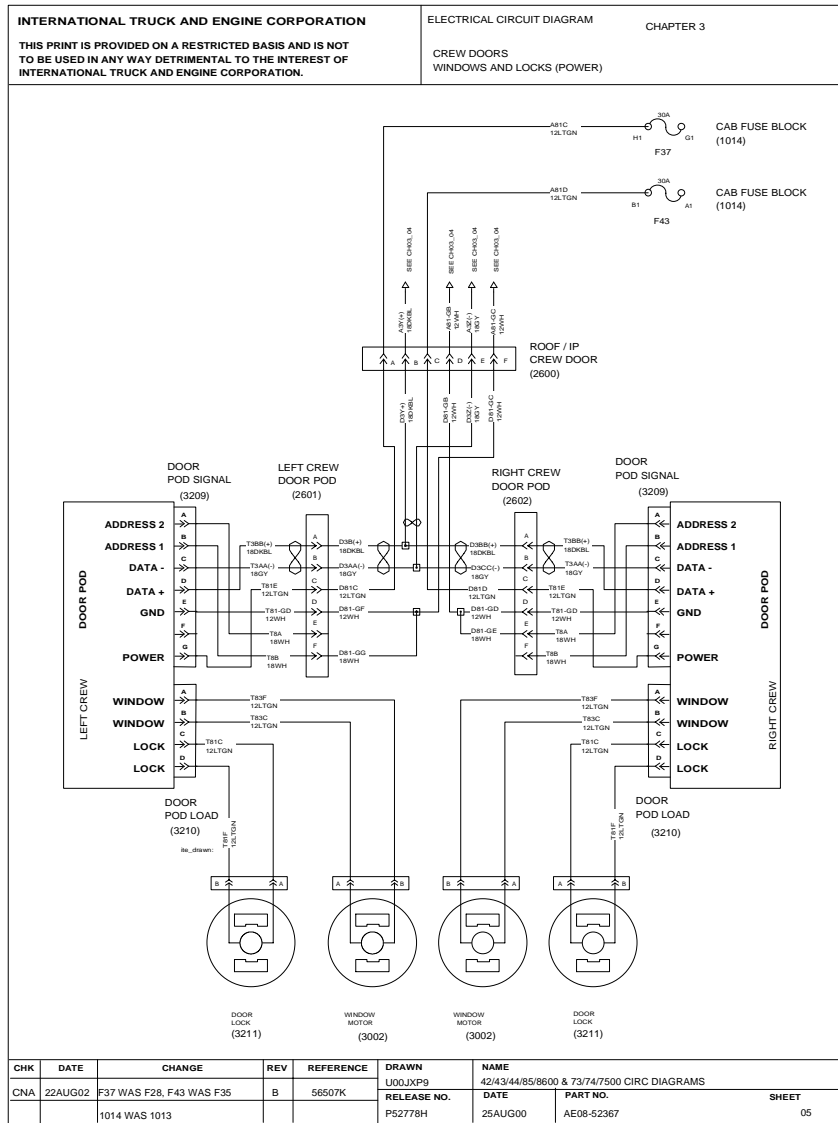 INTERNATIONAL TRUCK AND ENGINE CORPORATION
THIS PRINT IS PROVIDED ON A RESTRICTED BASIS AND IS NOT
TO BE USED IN ANY WAY DETRIMENTAL TO THE INTEREST OF
INTERNATIONAL TRUCK AND ENGINE CORPORATION.
ELECTRICAL CIRCUIT DIAGRAM
CHAPTER 3
CREW DOORS
WINDOWS AND LOCKS (POWER)
30A
A81C
12LTGN
H1
G1
F37
CAB FUSE BLOCK
(1014)
30A
A81D
12LTGN
B1
A1
F43
CAB FUSE BLOCK
(1014)
SEE CH03_04
SEE CH03_04
SEE CH03_04
SEE CH03_04
A3Y(+)
18DKBL
A81-GB
12WH
A3Z(-)
18GY
A81-GC
12WH
A B C D E F
ROOF / IP
CREW DOOR
(2600)
D3Y+)
18DKBL
D81-GB
12WH
D3Z(-)
18GY
D81-GC
12WH
DOOR
POD SIGNAL
(3209)
LEFT CREW
DOOR POD
(2601)
RIGHT CREW
DOOR POD
(2602)
DOOR
POD SIGNAL
(3209)
DOOR POD
LEFT CREW
ADDRESS 2
ADDRESS 1
DATA -
DATA +
GND
POWER
A
B
C
D
E
F
G
WINDOW
WINDOW
LOCK
LOCK
A
B
C
D
T3BB(+)
18DKBL
T3AA(-)
18GY
T81E
12LTGN
T81-GD
12WH
T8A
18WH
T8B
18WH
A
B
C
D
E
F
D3B(+)
18DKBL
D3AA(-)
18GY
D81C
12LTGN
D81-GF
12WH
D81-GG
18WH
D3BB(+)
18DKBL
D3CC(-)
18GY
D81D
12LTGN
D81-GD
12WH
D81-GE
18WH
A
B
C
D
E
F
T3BB(+)
18DKBL
T3AA(-)
18GY
T81E
12LTGN
T81-GD
12WH
T8A
18WH
T8B
18WH
A
B
C
D
E
F
G
ADDRESS 2
ADDRESS 1
DATA -
DATA +
GND
POWER
DOOR POD
RIGHT CREW
A
B
C
D
WINDOW
WINDOW
LOCK
LOCK
T83F
12LTGN
T83C
12LTGN
T81C
12LTGN
T83F
12LTGN
T83C
12LTGN
T81C
12LTGN
DOOR
POD LOAD
(3210)
ite_drawn:
T81F
12LTGN
T81F
12LTGN
DOOR
POD LOAD
(3210)
B A
A B
B A
A B
DOOR
LOCK
(3211)
WINDOW
MOTOR
(3002)
WINDOW
MOTOR
(3002)
DOOR
LOCK
(3211)
CHK DATE CHANGE REV REFERENCE
CNA 22AUG02 F37 WAS F28, F43 WAS F35 B 56507K
1014 WAS 1013
DRAWN
U00JXP9
RELEASE NO.
P52778H
NAME
42/43/44/85/8600 & 73/74/7500 CIRC DIAGRAMS
DATE
25AUG00
PART NO.
AE08-52367
SHEET
05